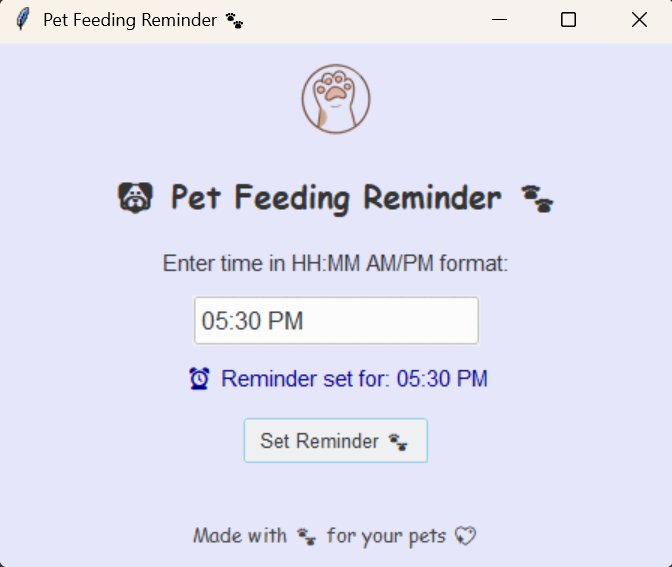 Pet Feeding Reminder 🐾
🐶 Pet Feeding Reminder 🐾
Enter time in HH:MM AM/PM format:
05:30 PM
⏰ Reminder set for: 05:30 PM
Set Reminder 🐾
Made with 🐾 for your pets 💖